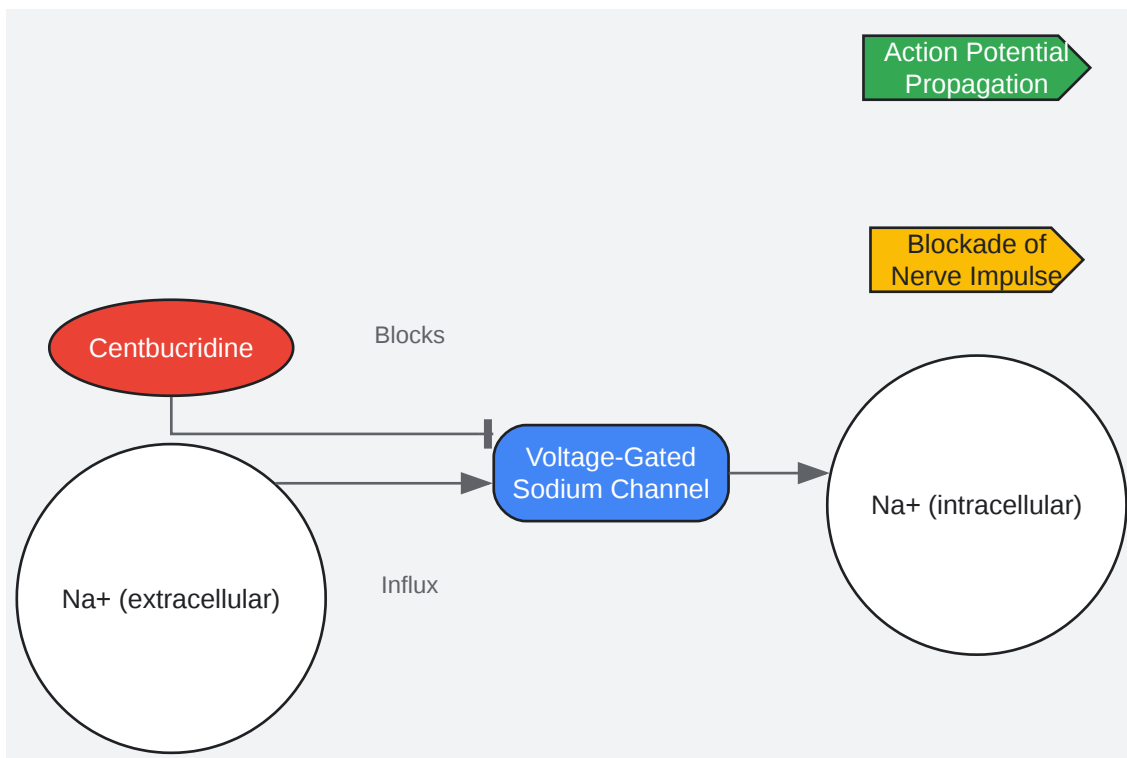 Action Potential
Propagation
Blockade of
Nerve Impulse
Centbucridine
Blocks
Voltage-Gated
Sodium Channel
Na+ (intracellular)
Na+ (extracellular)
Influx